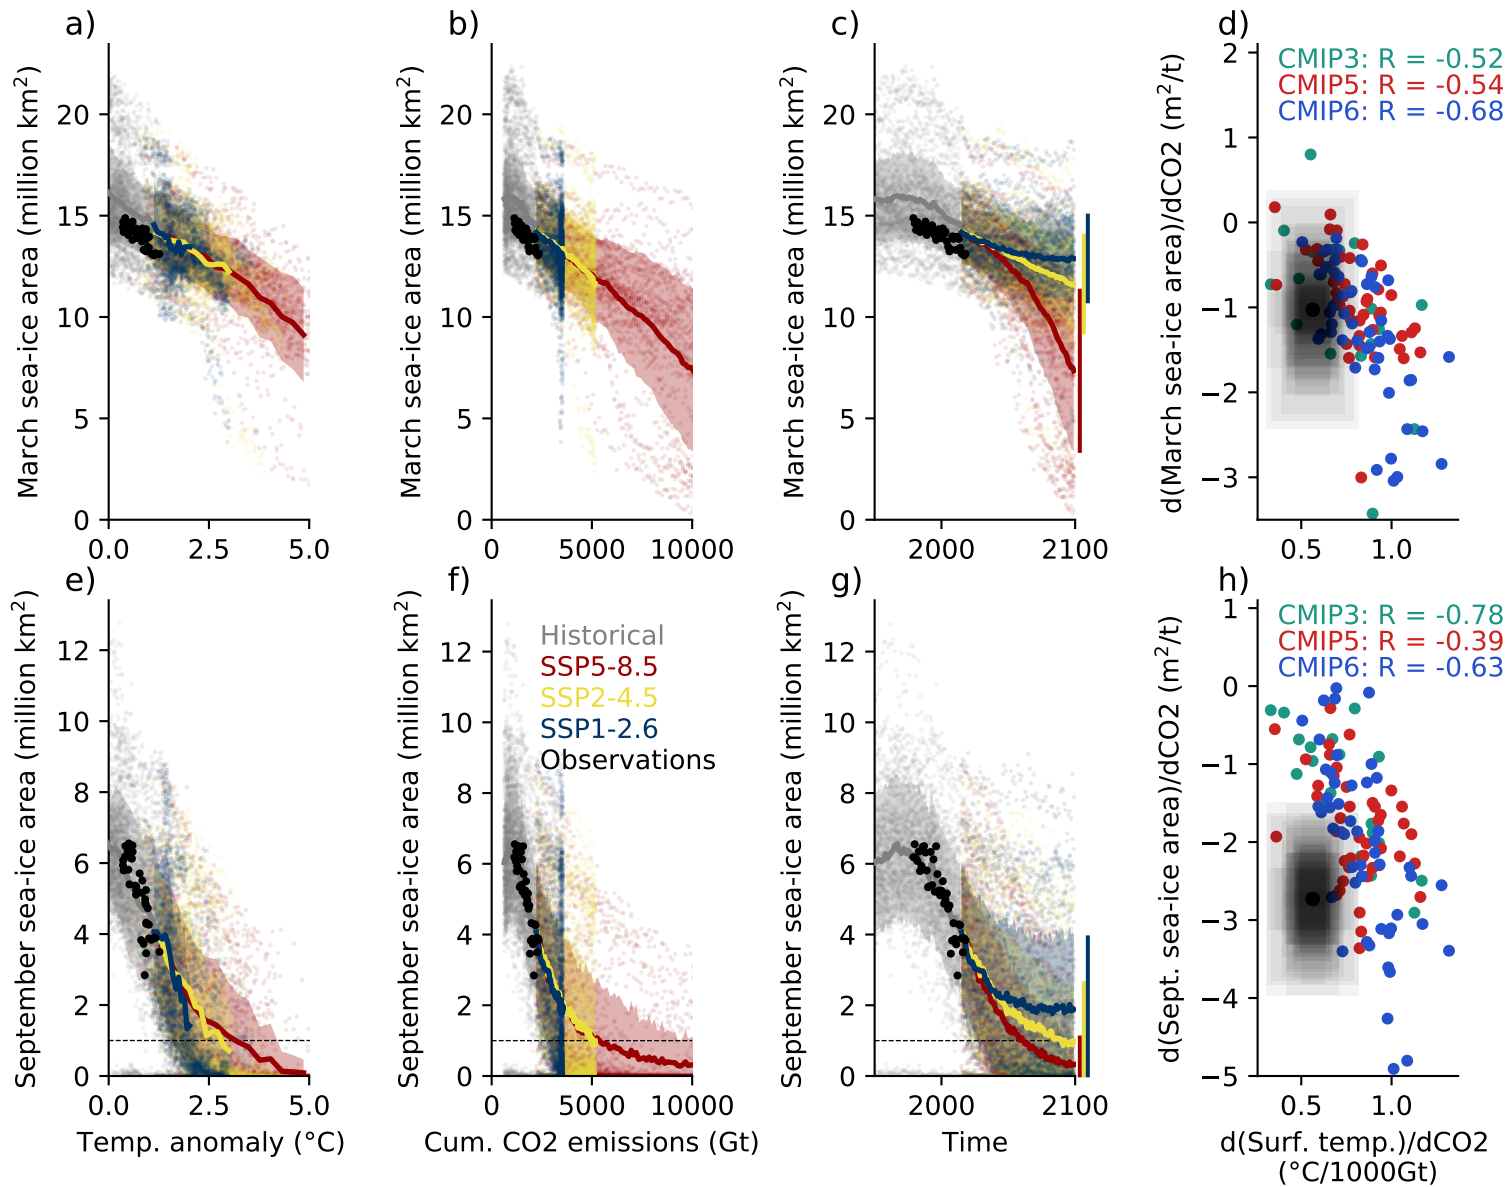 a)
b)
c)
d)
March sea-ice area (million km²)
20
15
10
5
0
0.0 2.5 5.0
March sea-ice area (million km²)
20
15
10
5
0
0 5000 10000
March sea-ice area (million km²)
20
15
10
5
0
2000 2100
d(March sea-ice area)/dCO2 (m²/t)
2
1
0
−1
−2
−3
0.5 1.0
CMIP3: R = -0.52
CMIP5: R = -0.54
CMIP6: R = -0.68
e)
f)
g)
h)
September sea-ice area (million km²)
12
10
8
6
4
2
0
0.0 2.5 5.0
Temp. anomaly (°C)
September sea-ice area (million km²)
12
10
8
6
4
2
0
0 5000 10000
Cum. CO2 emissions (Gt)
Historical
SSP5-8.5
SSP2-4.5
SSP1-2.6
Observations
September sea-ice area (million km²)
12
10
8
6
4
2
0
2000 2100
Time
d(Sept. sea-ice area)/dCO2 (m²/t)
1
0
−1
−2
−3
−4
−5
0.5 1.0
d(Surf. temp.)/dCO2
(°C/1000Gt)
CMIP3: R = -0.78
CMIP5: R = -0.39
CMIP6: R = -0.63